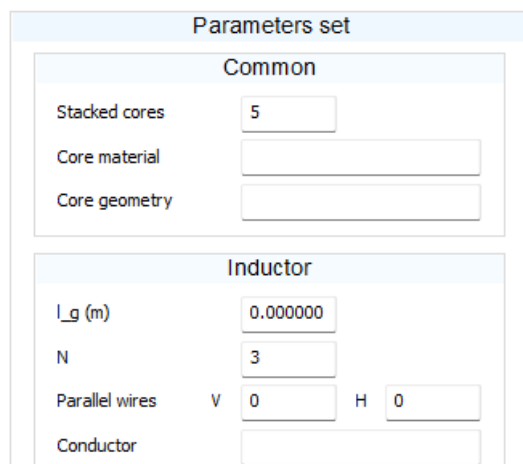 Parameters set
Common
Stacked cores 5
Core material
Core geometry
Inductor
l_g (m) 0.000000
N 3
Parallel wires V 0 H 0
Conductor